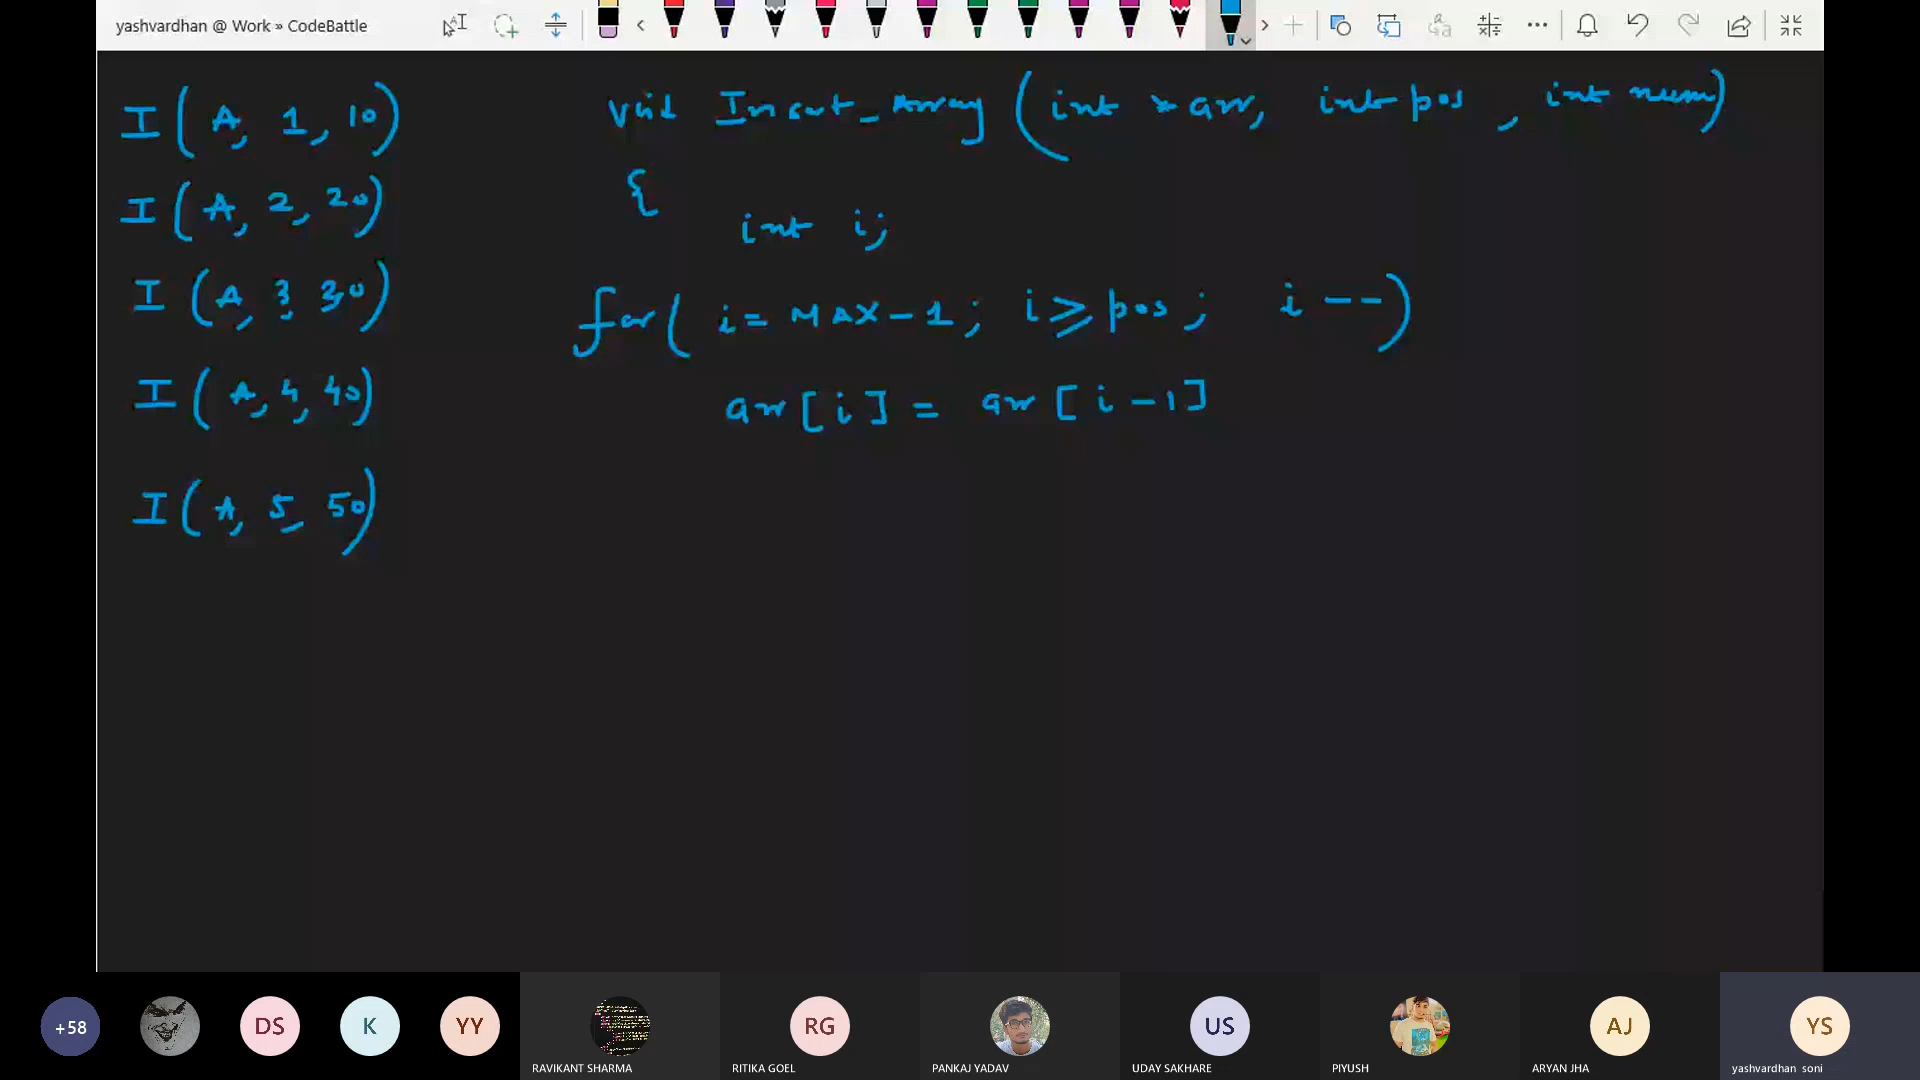 yashvardhan @ Work » CodeBattle
I(A, 1, 10)
I(A, 2, 20)
I(A, 3 30)
I(A, 4, 40)
I(A, 5, 50)
void Insert_Array (int * arr, int pos, int num)
{
int i;
for( i = MAX - 1; i ≥ pos; i --)
arr[i] = arr[i - 1]
+58
DS
K
YY
RG
US
AJ
YS
RAVIKANT SHARMA
RITIKA GOEL
PANKAJ YADAV
UDAY SAKHARE
PIYUSH
ARYAN JHA
yashvardhan soni